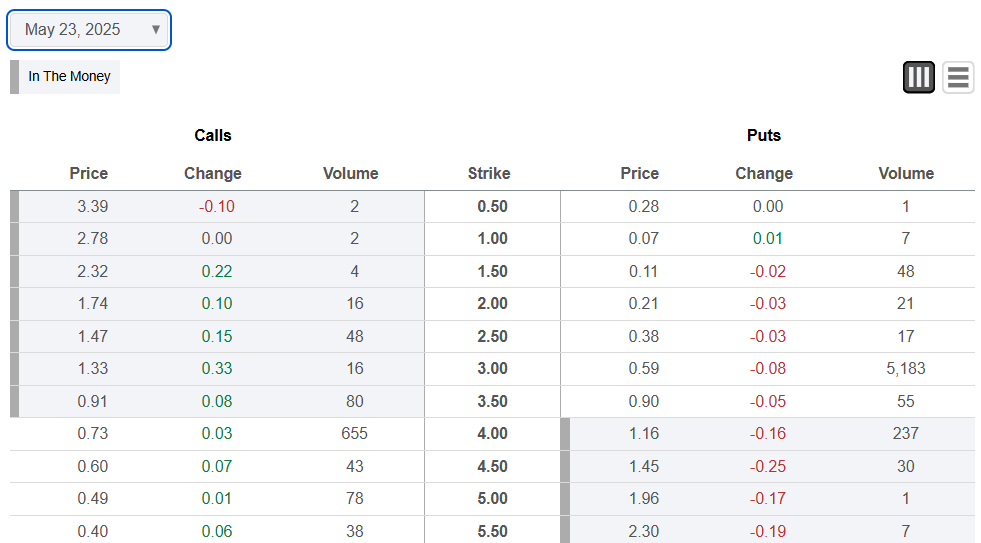 May 23, 2025 ▼
In The Money
Calls Puts
Price Change Volume Strike Price Change Volume
3.39 -0.10 2 0.50 0.28 0.00 1
2.78 0.00 2 1.00 0.07 0.01 7
2.32 0.22 4 1.50 0.11 -0.02 48
1.74 0.10 16 2.00 0.21 -0.03 21
1.47 0.15 48 2.50 0.38 -0.03 17
1.33 0.33 16 3.00 0.59 -0.08 5,183
0.91 0.08 80 3.50 0.90 -0.05 55
0.73 0.03 655 4.00 1.16 -0.16 237
0.60 0.07 43 4.50 1.45 -0.25 30
0.49 0.01 78 5.00 1.96 -0.17 1
0.40 0.06 38 5.50 2.30 -0.19 7